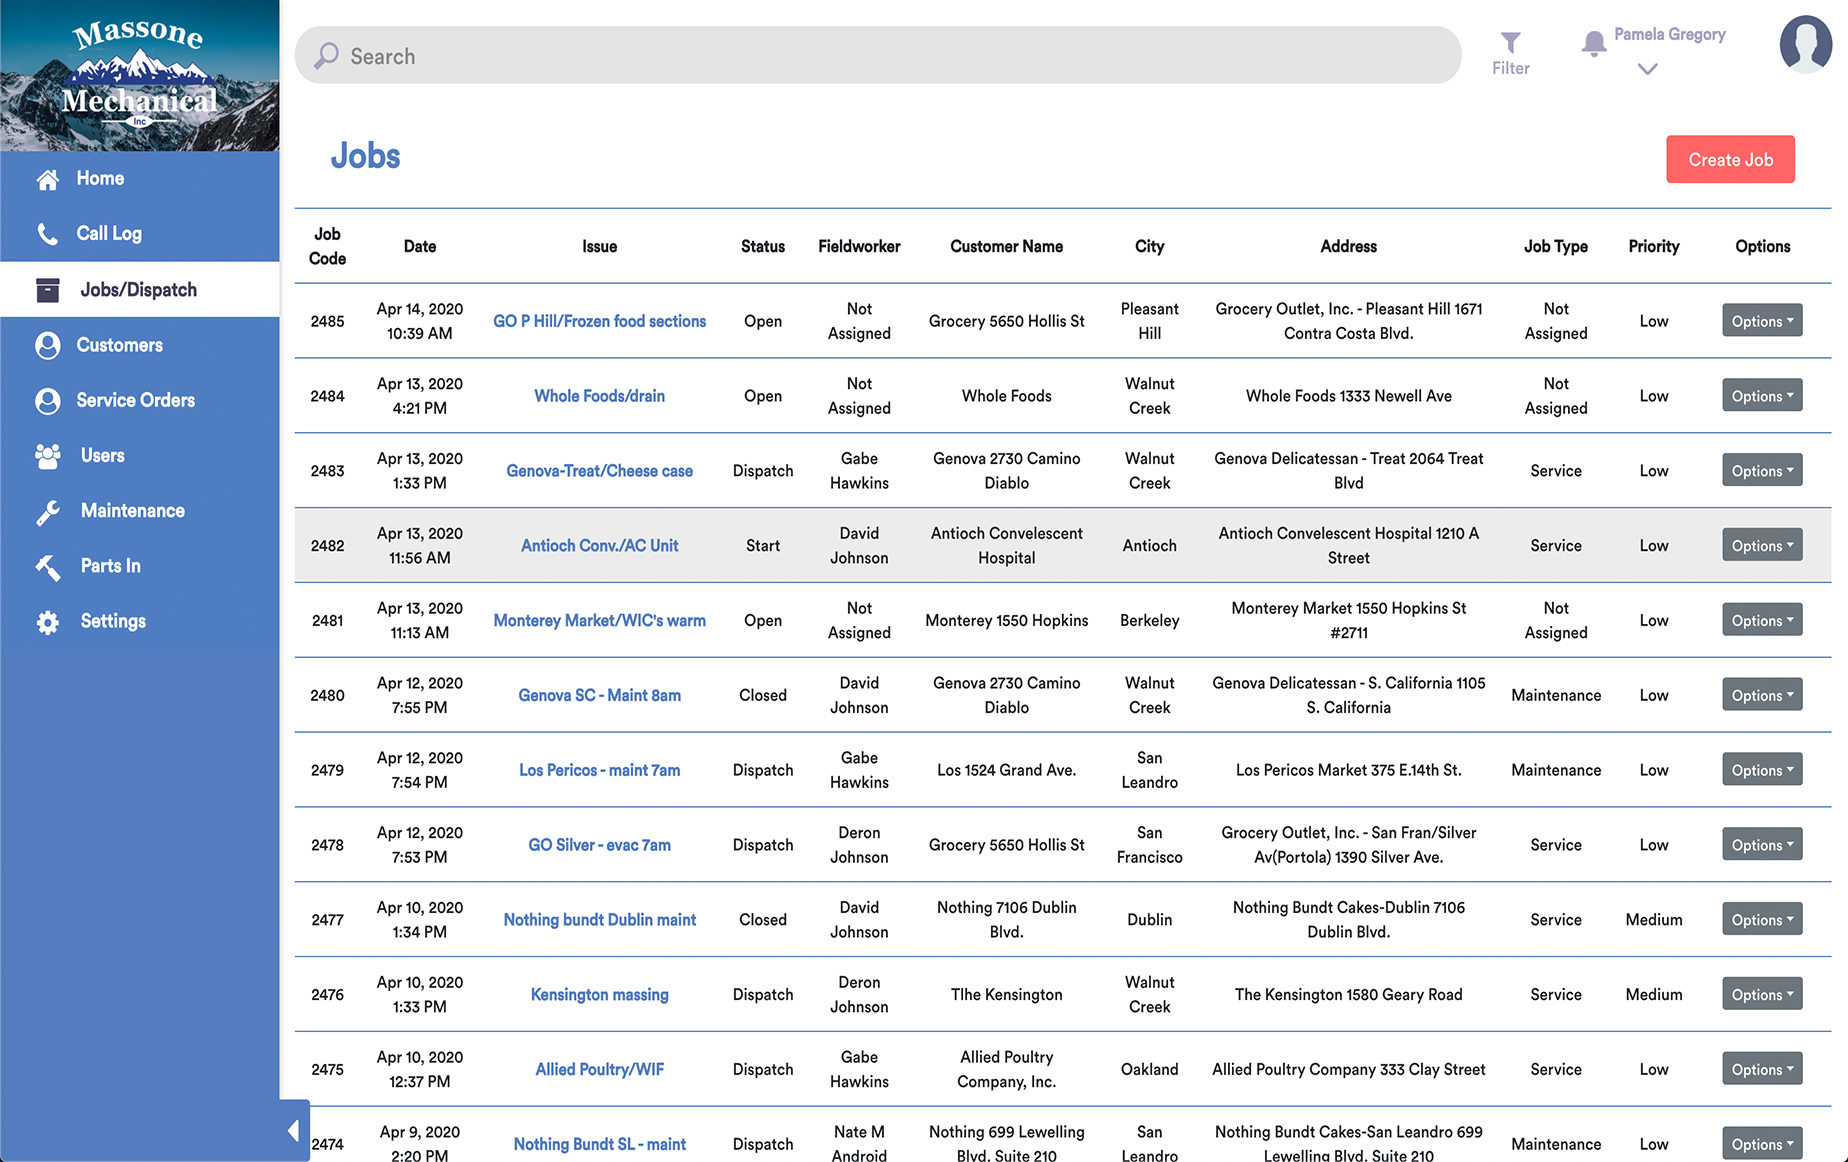 Massone
Mechanical
Inc
Search
Filter
Pamela Gregory
Home
Call Log
Jobs/Dispatch
Customers
Service Orders
Users
Maintenance
Parts In
Settings
Jobs
Create Job
Job Code Date Issue Status Fieldworker Customer Name City Address Job Type Priority Options
2485 Apr 14, 2020 10:39 AM GO P Hill/Frozen food sections Open Not Assigned Grocery 5650 Hollis St Pleasant Hill Grocery Outlet, Inc. - Pleasant Hill 1671 Contra Costa Blvd. Not Assigned Low Options
2484 Apr 13, 2020 4:21 PM Whole Foods/drain Open Not Assigned Whole Foods Walnut Creek Whole Foods 1333 Newell Ave Not Assigned Low Options
2483 Apr 13, 2020 1:33 PM Genova-Treat/Cheese case Dispatch Gabe Hawkins Genova 2730 Camino Diablo Walnut Creek Genova Delicatessan - Treat 2064 Treat Blvd Service Low Options
2482 Apr 13, 2020 11:56 AM Antioch Conv./AC Unit Start David Johnson Antioch Convelescent Hospital Antioch Antioch Convelescent Hospital 1210 A Street Service Low Options
2481 Apr 13, 2020 11:13 AM Monterey Market/WIC's warm Open Not Assigned Monterey 1550 Hopkins Berkeley Monterey Market 1550 Hopkins St #2711 Not Assigned Low Options
2480 Apr 12, 2020 7:55 PM Genova SC - Maint 8am Closed David Johnson Genova 2730 Camino Diablo Walnut Creek Genova Delicatessan - S. California 1105 S. California Maintenance Low Options
2479 Apr 12, 2020 7:54 PM Los Pericos - maint 7am Dispatch Gabe Hawkins Los 1524 Grand Ave. San Leandro Los Pericos Market 375 E.14th St. Maintenance Low Options
2478 Apr 12, 2020 7:53 PM GO Silver - evac 7am Dispatch Deron Johnson Grocery 5650 Hollis St San Francisco Grocery Outlet, Inc. - San Fran/Silver Av(Portola) 1390 Silver Ave. Service Low Options
2477 Apr 10, 2020 1:34 PM Nothing bundt Dublin maint Closed David Johnson Nothing 7106 Dublin Blvd. Dublin Nothing Bundt Cakes-Dublin 7106 Dublin Blvd. Service Medium Options
2476 Apr 10, 2020 1:33 PM Kensington massing Dispatch Deron Johnson Tlhe Kensington Walnut Creek The Kensington 1580 Geary Road Service Medium Options
2475 Apr 10, 2020 12:37 PM Allied Poultry/WIF Dispatch Gabe Hawkins Allied Poultry Company, Inc. Oakland Allied Poultry Company 333 Clay Street Service Low Options
2474 Apr 9, 2020 2:20 PM Nothing Bundt SL - maint Dispatch Nate M Android Nothing 699 Lewelling Blvd. Suite 210 San Leandro Nothing Bundt Cakes-San Leandro 699 Lewelling Blvd. Suite 210 Maintenance Low Options